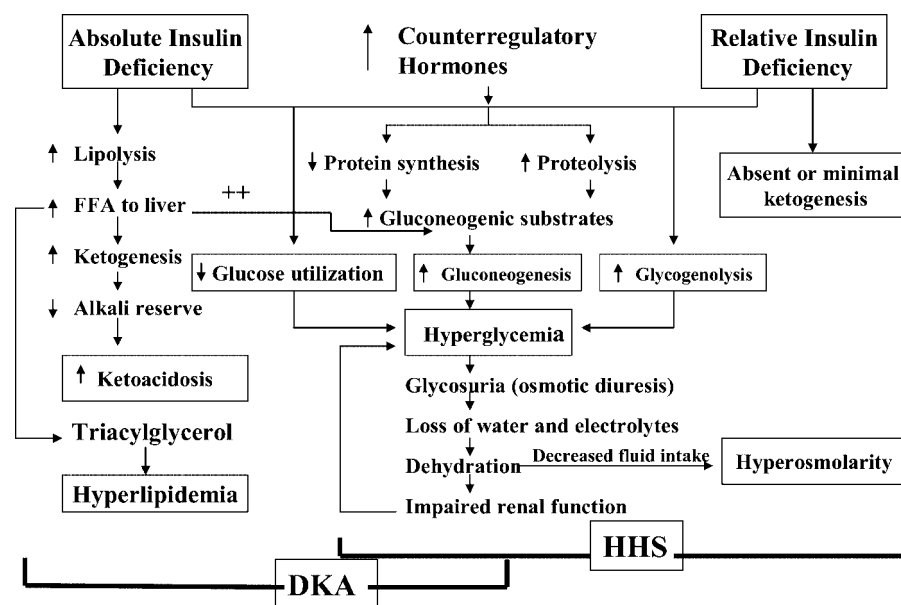 Absolute Insulin
Deficiency
↑ Counterregulatory
Hormones
Relative Insulin
Deficiency
↑ Lipolysis
↓ Protein synthesis
↑ Proteolysis
Absent or minimal
ketogenesis
++
↑ FFA to liver
↑ Gluconeogenic substrates
↑ Ketogenesis
↓ Glucose utilization
↑ Gluconeogenesis
↑ Glycogenolysis
↓ Alkali reserve
Hyperglycemia
↑ Ketoacidosis
Glycosuria (osmotic diuresis)
Triacylglycerol
Loss of water and electrolytes
Dehydration
Decreased fluid intake
Hyperosmolarity
Hyperlipidemia
Impaired renal function
HHS
DKA